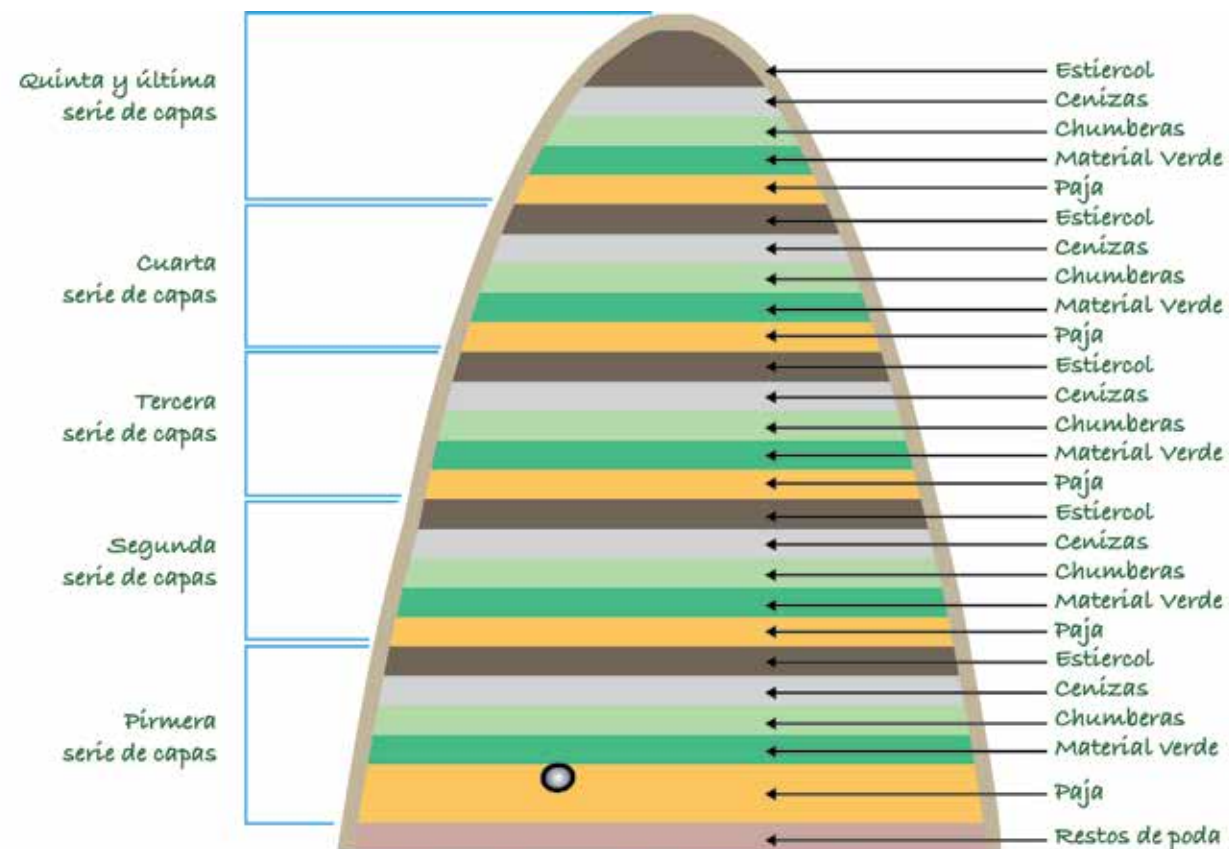 Quinta y última
serie de capas
Cuarta
serie de capas
Tercera
serie de capas
Segunda
serie de capas
Pirmera
serie de capas
Estiercol
Cenizas
Chumberas
Material Verde
Paja
Estiercol
Cenizas
Chumberas
Material Verde
Paja
Estiercol
Cenizas
Chumberas
Material Verde
Paja
Estiercol
Cenizas
Chumberas
Material Verde
Paja
Estiercol
Cenizas
Chumberas
Material verde
Paja
Restos de poda